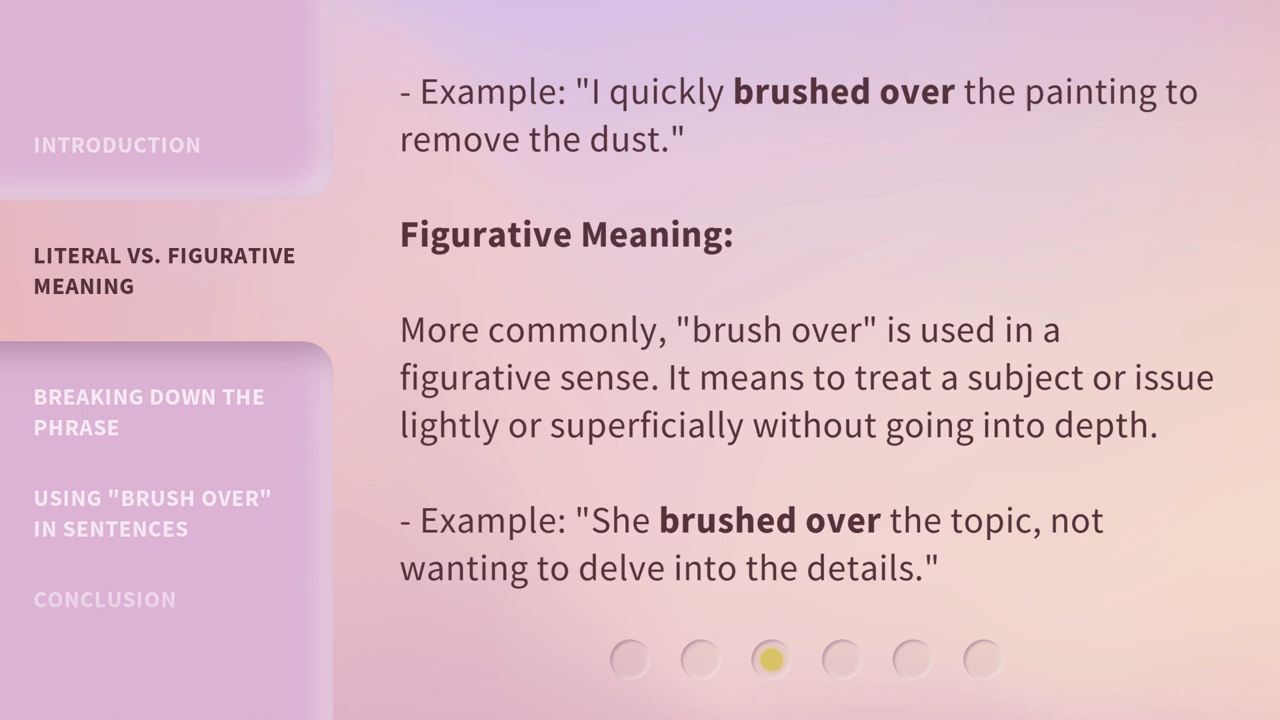 INTRODUCTION
LITERAL VS. FIGURATIVE
MEANING
BREAKING DOWN THE
PHRASE
USING "BRUSH OVER"
IN SENTENCES
CONCLUSION
- Example: "I quickly brushed over the painting to
remove the dust."
Figurative Meaning:
More commonly, "brush over" is used in a
figurative sense. It means to treat a subject or issue
lightly or superficially without going into depth.
- Example: "She brushed over the topic, not
wanting to delve into the details."